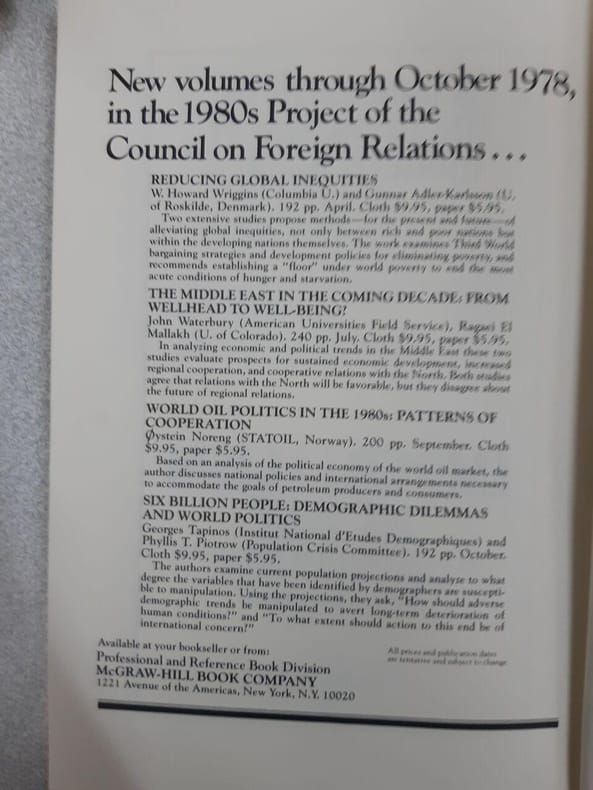 New volumes through October 1978,
in the 1980s Project of the
Council on Foreign Relations...
REDUCING GLOBAL INEQUITIES
W. Howard Wriggins (Columbia U.) and Gunnar Adler-Karlsson (U.
of Roskilde, Denmark). 192 pp. April. Cloth $9.95, paper $5.95.
Two extensive studies propose methods—for the present and future—of
alleviating global inequities, not only between rich and poor nations but
within the developing nations themselves. The work examines Third World
bargaining strategies and development policies for eliminating poverty, and
recommends establishing a "floor" under world poverty to end the most
acute conditions of hunger and starvation.
THE MIDDLE EAST IN THE COMING DECADE: FROM
WELLHEAD TO WELL-BEING?
John Waterbury (American Universities Field Service), Ragaei El
Mallakh (U. of Colorado). 240 pp. July. Cloth $9.95, paper $5.95.
In analyzing economic and political trends in the Middle East these two
studies evaluate prospects for sustained economic development, increased
regional cooperation, and cooperative relations with the North. Both studies
agree that relations with the North will be favorable, but they disagree about
the future of regional relations.
WORLD OIL POLITICS IN THE 1980s: PATTERNS OF
COOPERATION
Øystein Noreng (STATOIL, Norway). 200 pp. September. Cloth
$9.95, paper $5.95.
Based on an analysis of the political economy of the world oil market, the
author discusses national policies and international arrangements necessary
to accommodate the goals of petroleum producers and consumers.
SIX BILLION PEOPLE: DEMOGRAPHIC DILEMMAS
AND WORLD POLITICS
Georges Tapinos (Institut National d'Etudes Demographiques) and
Phyllis T. Piotrow (Population Crisis Committee). 192 pp. October.
Cloth $9.95, paper $5.95.
The authors examine current population projections and analyze to what
degree the variables that have been identified by demographers are suscepti-
ble to manipulation. Using the projections, they ask, "How should adverse
demographic trends be manipulated to avert long-term deterioration of
human conditions?" and "To what extent should action to this end be of
international concern?"
Available at your bookseller or from:
Professional and Reference Book Division
McGRAW-HILL BOOK COMPANY
1221 Avenue of the Americas, New York, N.Y. 10020
All prices and publication dates
are tentative and subject to change